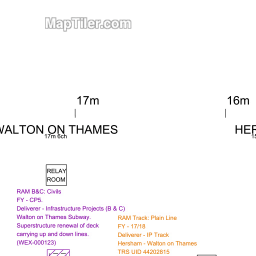 MapTiler.com
17m
16m
WALTON ON THAMES
HER
17m 6ch
RELAY
ROOM
RAM B&C: Civils
FY - CP5.
Deliverer - Infrastructure Projects (B & C)
Walton on Thames Subway.
Superstructure renewal of deck
carrying up and down lines.
(WEX-000123)
RAM Track: Plain Line
FY - 17/18
Deliverer - IP Track
Hersham - Walton on Thames
TRS UID 44202815